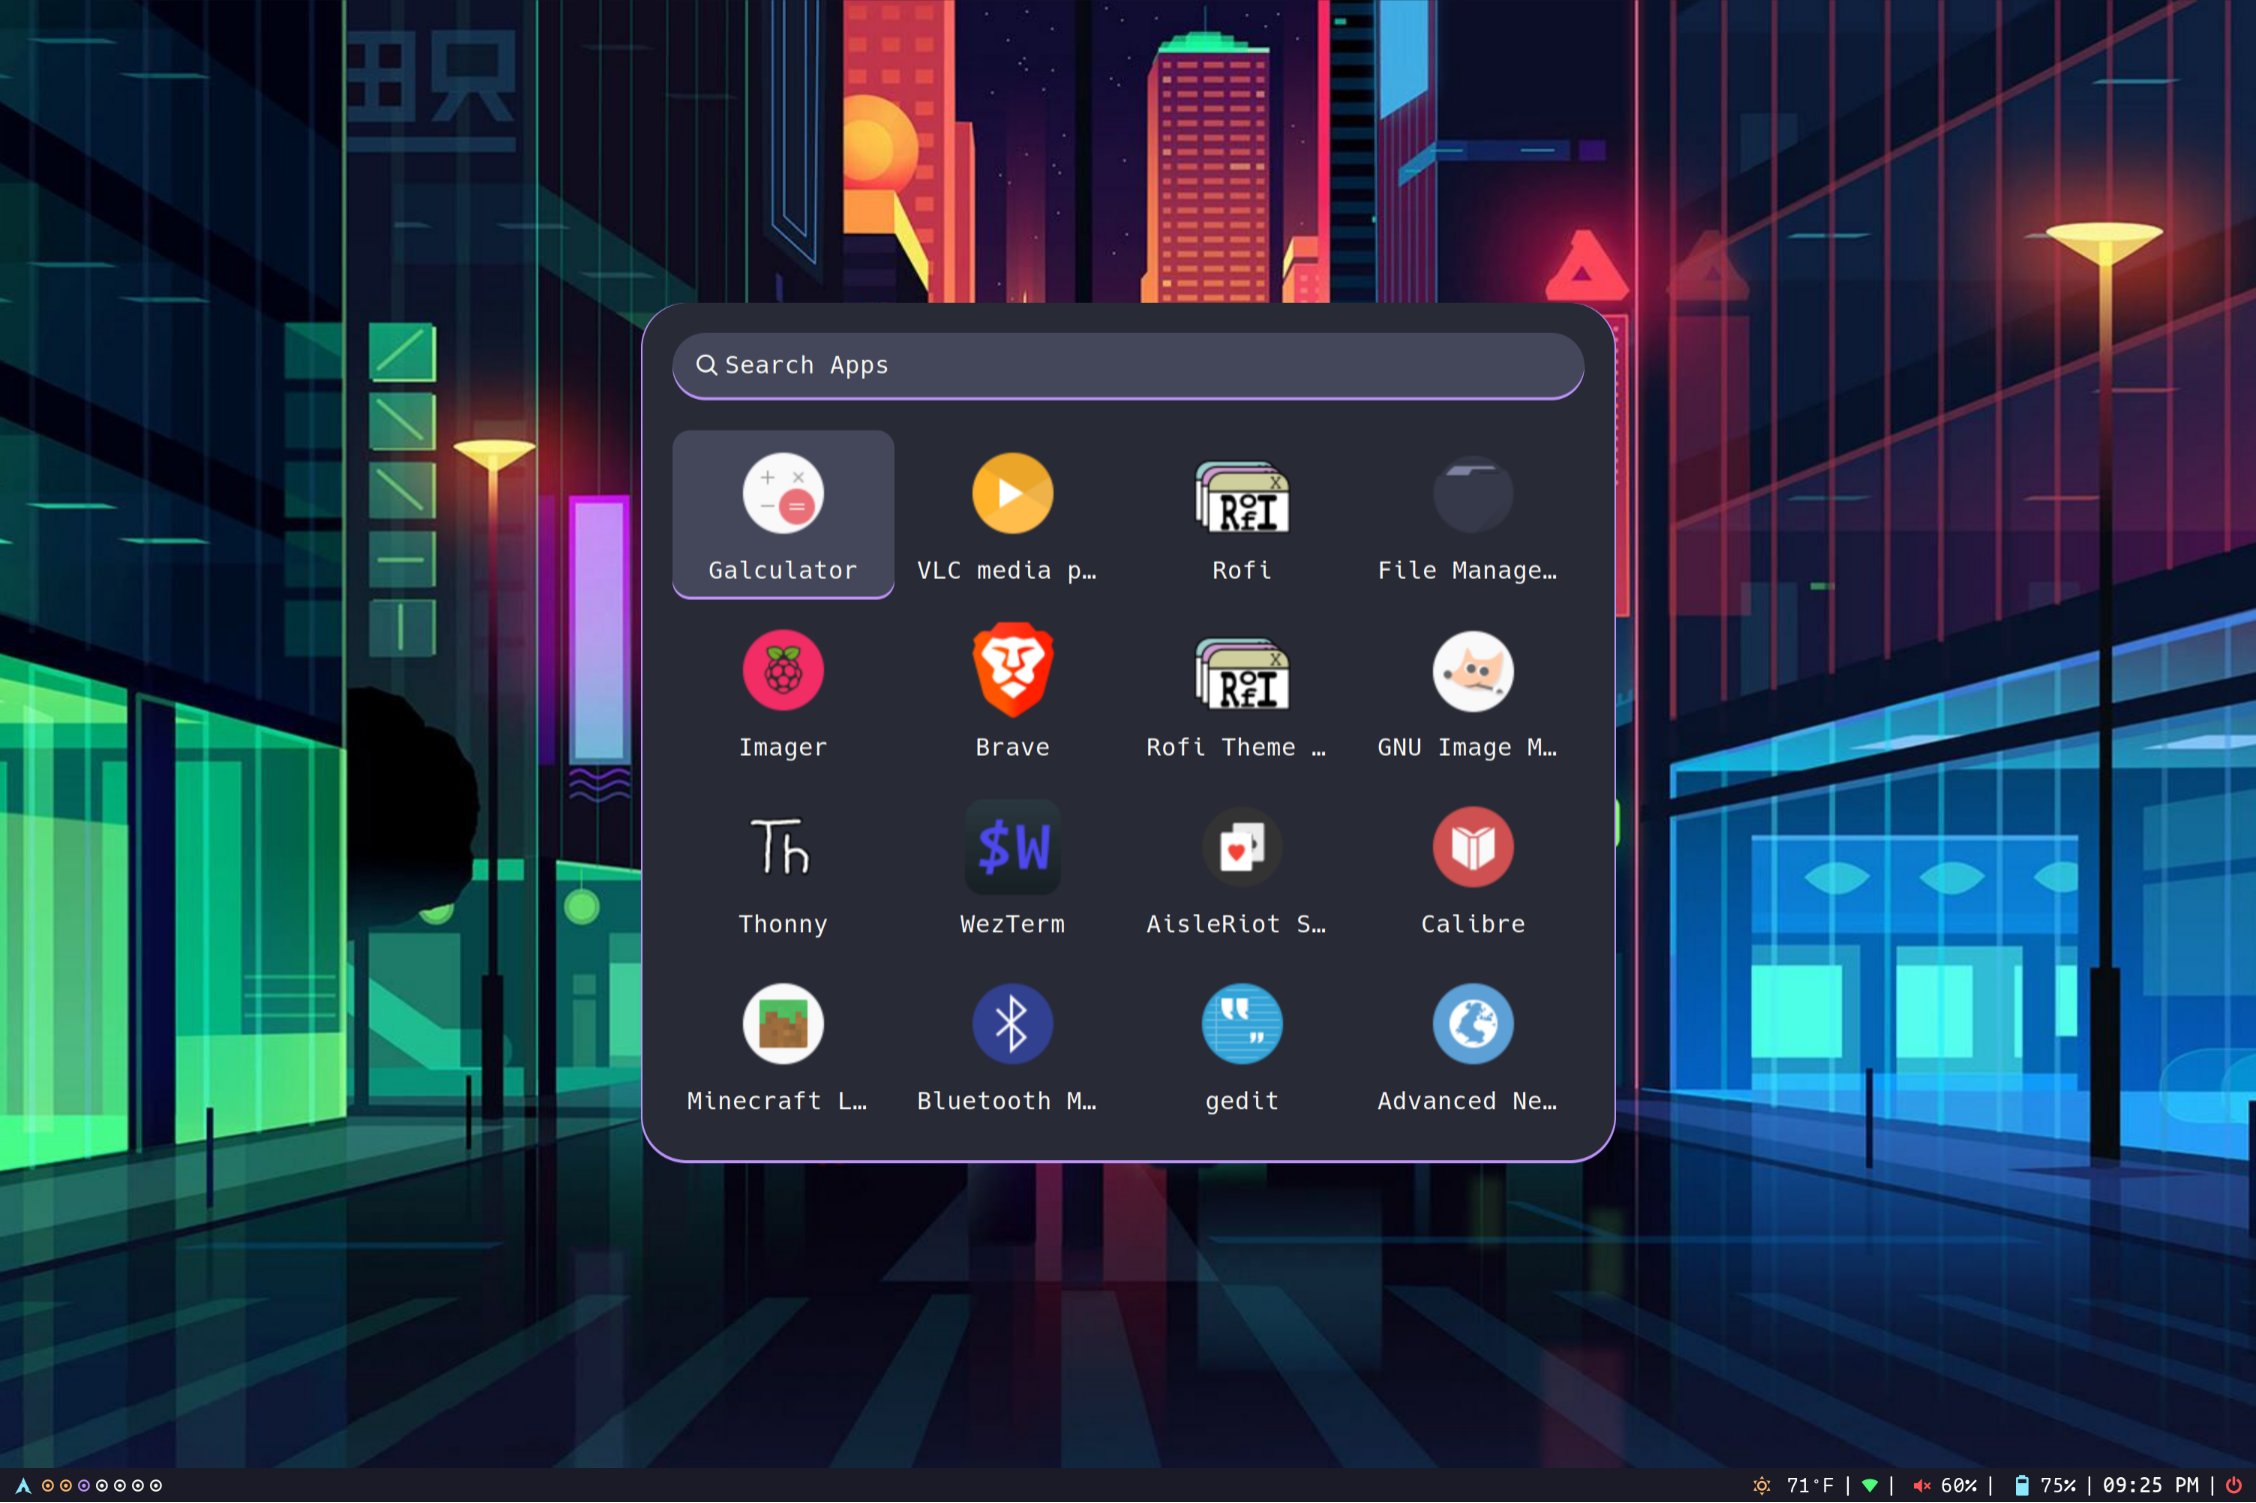 Search Apps
Galculator
VLC media p…
Rofi
File Manage…
Imager
Brave
Rofi Theme …
GNU Image M…
Thonny
WezTerm
AisleRiot S…
Calibre
Minecraft L…
Bluetooth M…
gedit
Advanced Ne…
71°F | | 60% | 75% | 09:25 PM |